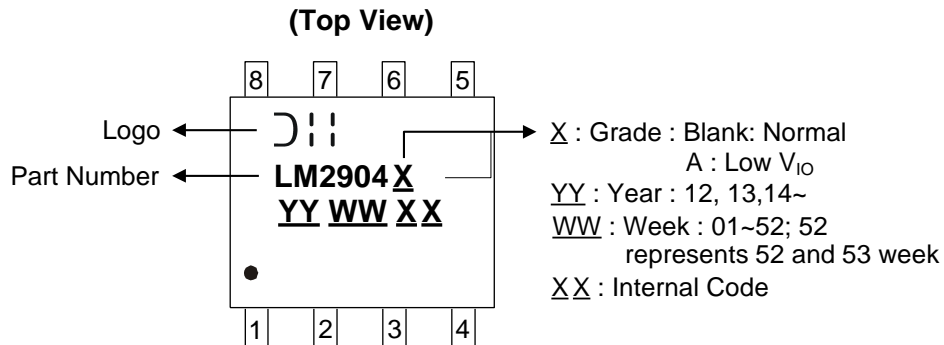 (Top View)
8 7 6 5
Logo
Part Number
LM2904 X
YY WW X X
X : Grade : Blank: Normal
A : Low VIO
YY : Year : 12, 13,14~
WW : Week : 01~52; 52
represents 52 and 53 week
X X : Internal Code
1 2 3 4